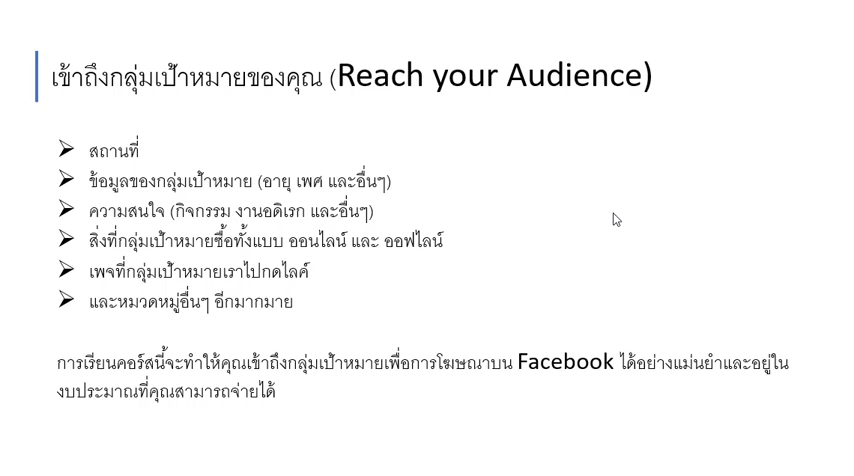 เข้าถึงกลุ่มเป้าหมายของคุณ (Reach your Audience)
สถานที่
ข้อมูลของกลุ่มเป้าหมาย (อายุ เพศ และอื่นๆ)
ความสนใจ (กิจกรรม งานอดิเรก และอื่นๆ)
สิ่งที่กลุ่มเป้าหมายซื้อทั้งแบบ ออนไลน์ และ ออฟไลน์
เพจที่กลุ่มเป้าหมายเราไปกดไลค์
และหมวดหมู่อื่นๆ อีกมากมาย
การเรียนคอร์สนี้จะทำให้คุณเข้าถึงกลุ่มเป้าหมายเพื่อการโฆษณาบน Facebook ได้อย่างแม่นยำและอยู่ใน
งบประมาณที่คุณสามารถจ่ายได้